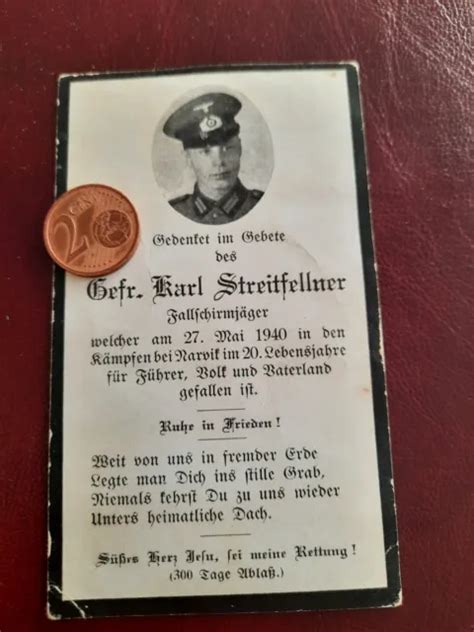 2
Gedenket im Gebete
des
Gefr. Karl Streitfellner
Fallschirmjäger
welcher am 27. Mai 1940 in den
Kämpfen bei Narvik im 20. Lebensjahre
für Führer, Volk und Vaterland
gefallen ist.
Ruhe in Frieden!
Weit von uns in fremder Erde
Legte man Dich ins stille Grab,
Niemals kehrst Du zu uns wieder
Unters heimatliche Dach.
Süßes Herz Jesu, sei meine Rettung!
(300 Tage Ablaß.)